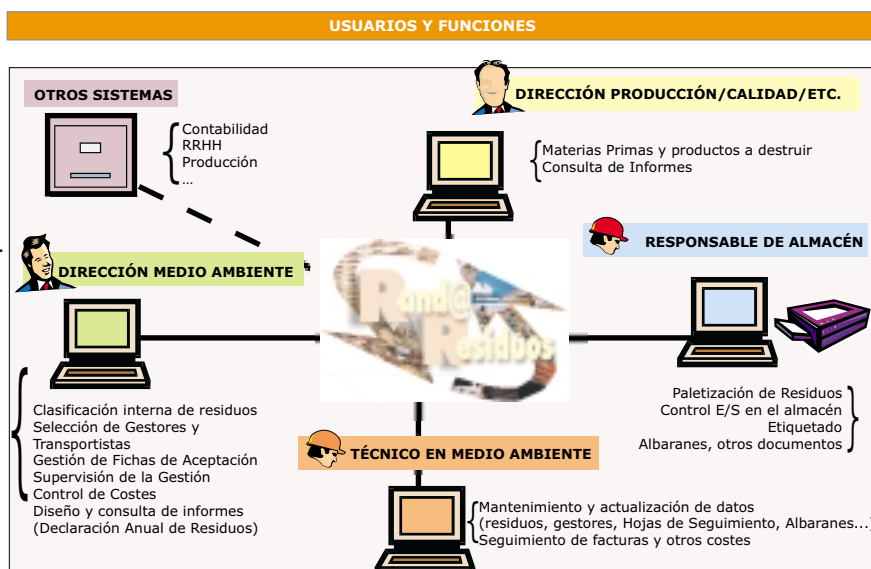 USUARIOS Y FUNCIONES
OTROS SISTEMAS
Contabilidad
RRHH
Producción
...
DIRECCIÓN PRODUCCIÓN/CALIDAD/ETC.
Materias Primas y productos a destruir
Consulta de Informes
RESPONSABLE DE ALMACÉN
DIRECCIÓN MEDIO AMBIENTE
Rand@
Residuos
Paletización de Residuos
Control E/S en el almacén
Etiquetado
Albaranes, otros documentos
Clasificación interna de residuos
Selección de Gestores y
Transportistas
Gestión de Fichas de Aceptación
Supervisión de la Gestión
Control de Costes
Diseño y consulta de informes
(Declaración Anual de Residuos)
TÉCNICO EN MEDIO AMBIENTE
Mantenimiento y actualización de datos
(residuos, gestores, Hojas de Seguimiento, Albaranes...)
Seguimiento de facturas y otros costes